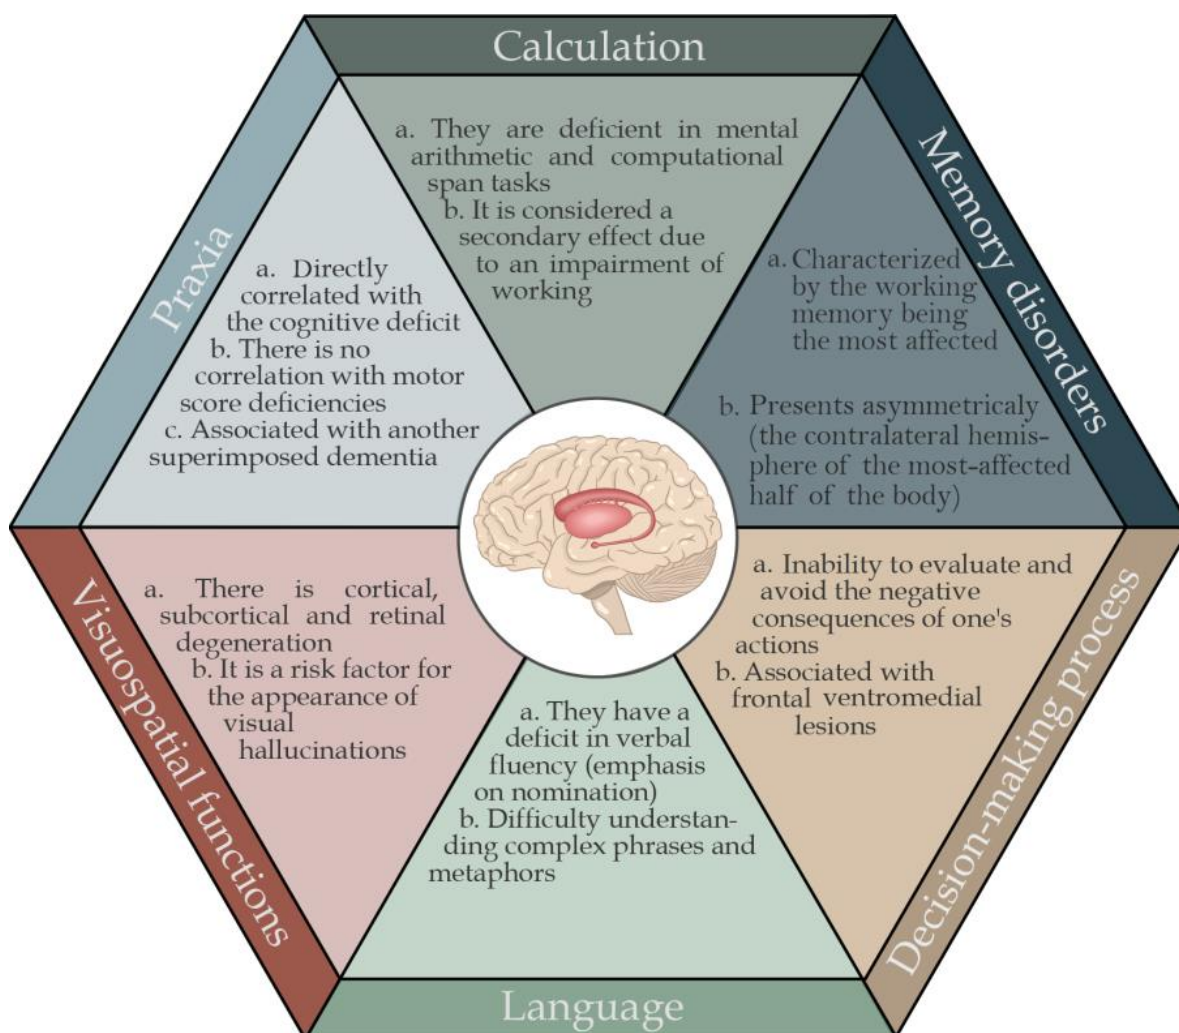 Calculation
a. They are deficient in mental
arithmetic and computational
span tasks
b. It is considered a
secondary effect due
to an impairment of
working
Memory disorders
a. Characterized
by the working
memory being
the most affected
b. Presents asymmetricaly
(the contralateral hemis-
phere of the most-affected
half of the body)
Decision-making process
a. Inability to evaluate and
avoid the negative
consequences of one's
actions
b. Associated with
frontal ventromedial
lesions
Language
a. They have a
deficit in verbal
fluency (emphasis
on nomination)
b. Difficulty understan-
ding complex phrases and
metaphors
Visuospatial functions
a. There is cortical,
subcortical and retinal
degeneration
b. It is a risk factor for
the appearance of
visual
hallucinations
Praxia
a. Directly
correlated with
the cognitive deficit
b. There is no
correlation with motor
score deficiencies
c. Associated with another
superimposed dementia